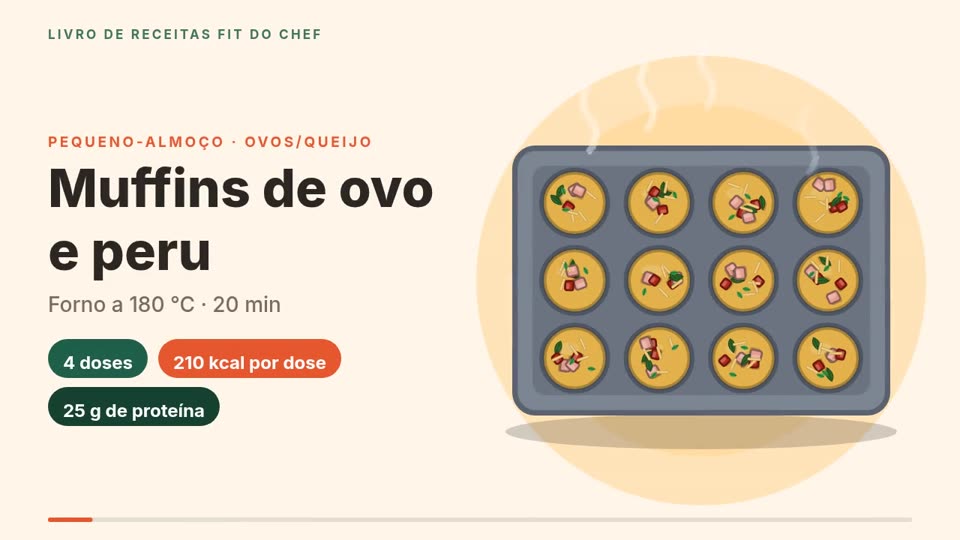 LIVRO DE RECEITAS FIT DO CHEF
PEQUENO-ALMOÇO · OVOS/QUEIJO
Muffins de ovo
e peru
Forno a 180 °C · 20 min
4 doses
210 kcal por dose
25 g de proteína